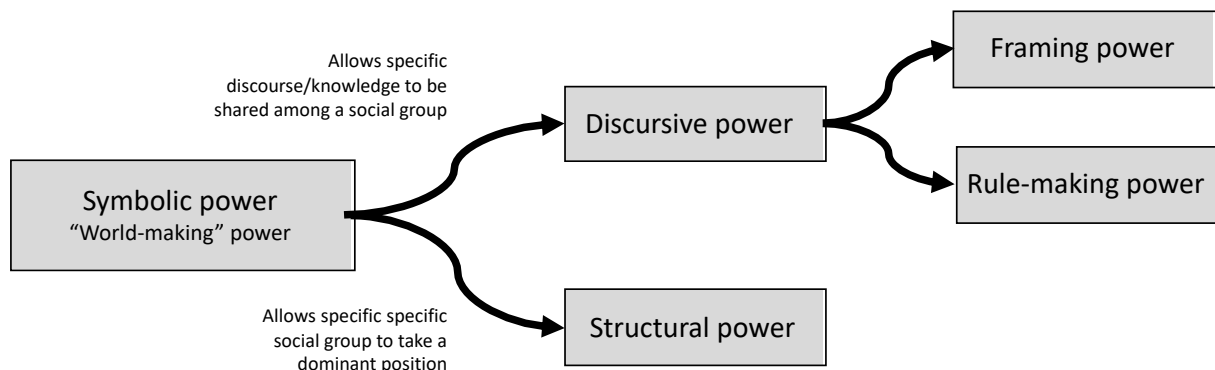 Framing power
Allows specific
discourse/knowledge to be
shared among a social group
Discursive power
Rule-making power
Symbolic power
“World-making” power
Allows specific specific
social group to take a
dominant position
Structural power